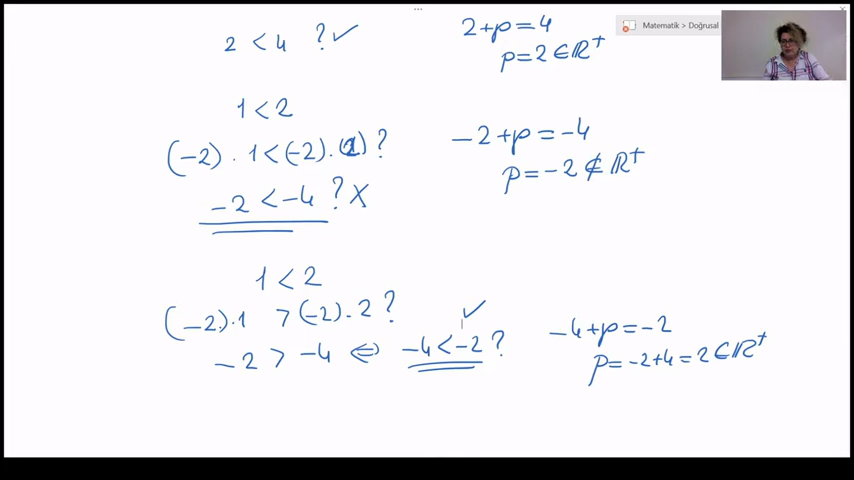 2 < 4 ? ✓
2+p=4
p=2 ∈ ℝ⁺
Matematik > Doğrusal
1 < 2
(-2) . 1 < (-2) . (2) ?
-2 < -4 ? X
-2+p=-4
p=-2 ∉ ℝ⁺
1 < 2
(-2).1 > (-2).2 ?
-2 > -4 ⇔ -4 < -2 ? ✓
-4+p=-2
p=-2+4=2 ∈ ℝ⁺